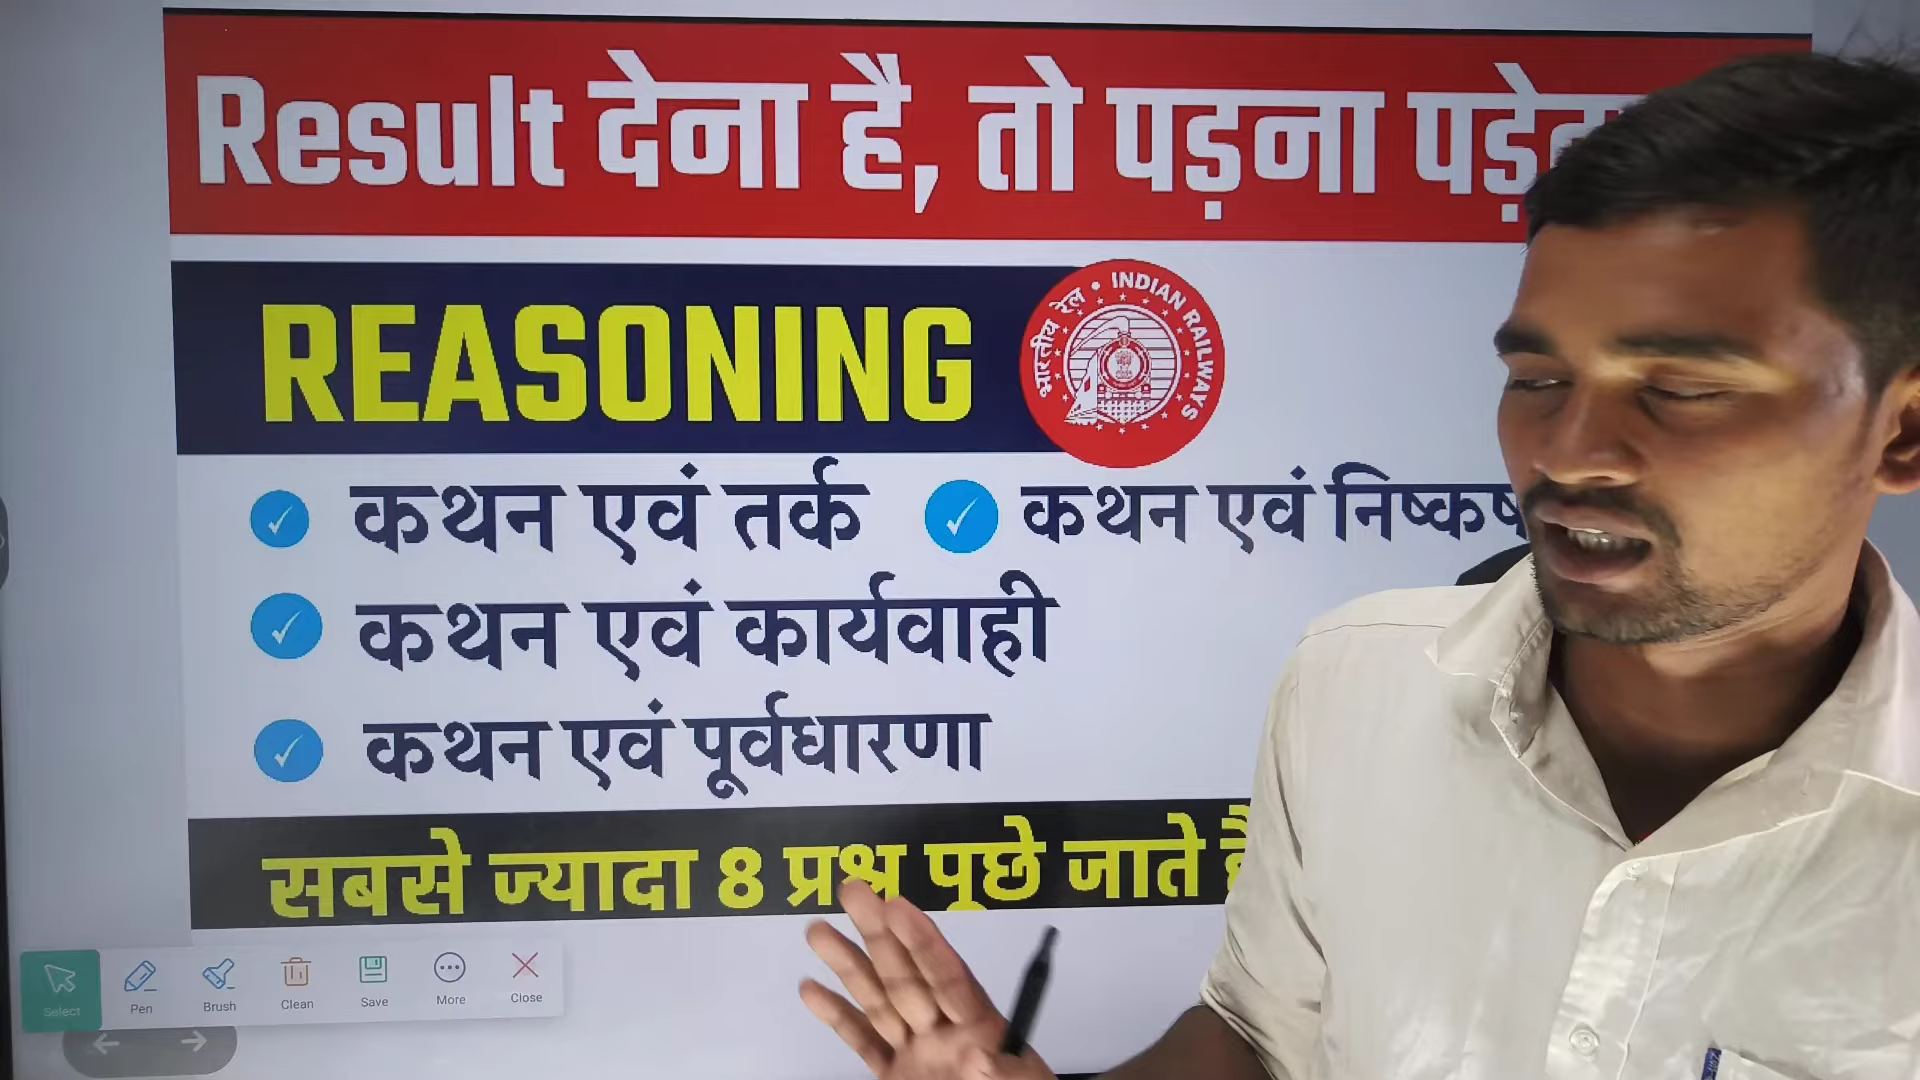 Result देना है, तो पड़ना
REASONING
भारतीय रेल • INDIAN RAILWAYS
कथन एवं तर्क
कथन एवं
कथन एवं कार्यवाही
कथन एवं पूर्वधारणा
सबसे ज्यादा 8 प्रश्न पूछे जाते
Select
Pen
Brush
Clean
Save
More
Close